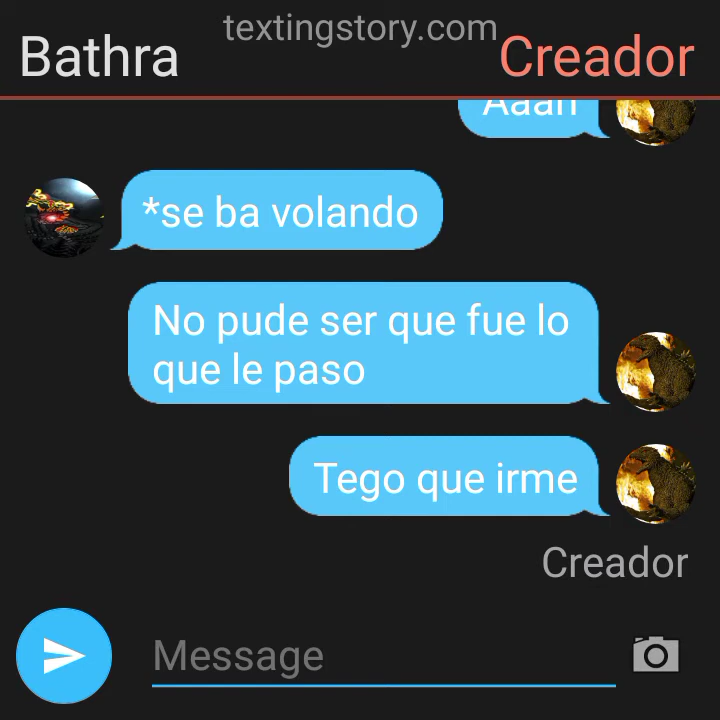 textingstory.com
Bathra
Creador
Aaah
*se ba volando
No pude ser que fue lo
que le paso
Tego que irme
Creador
Message